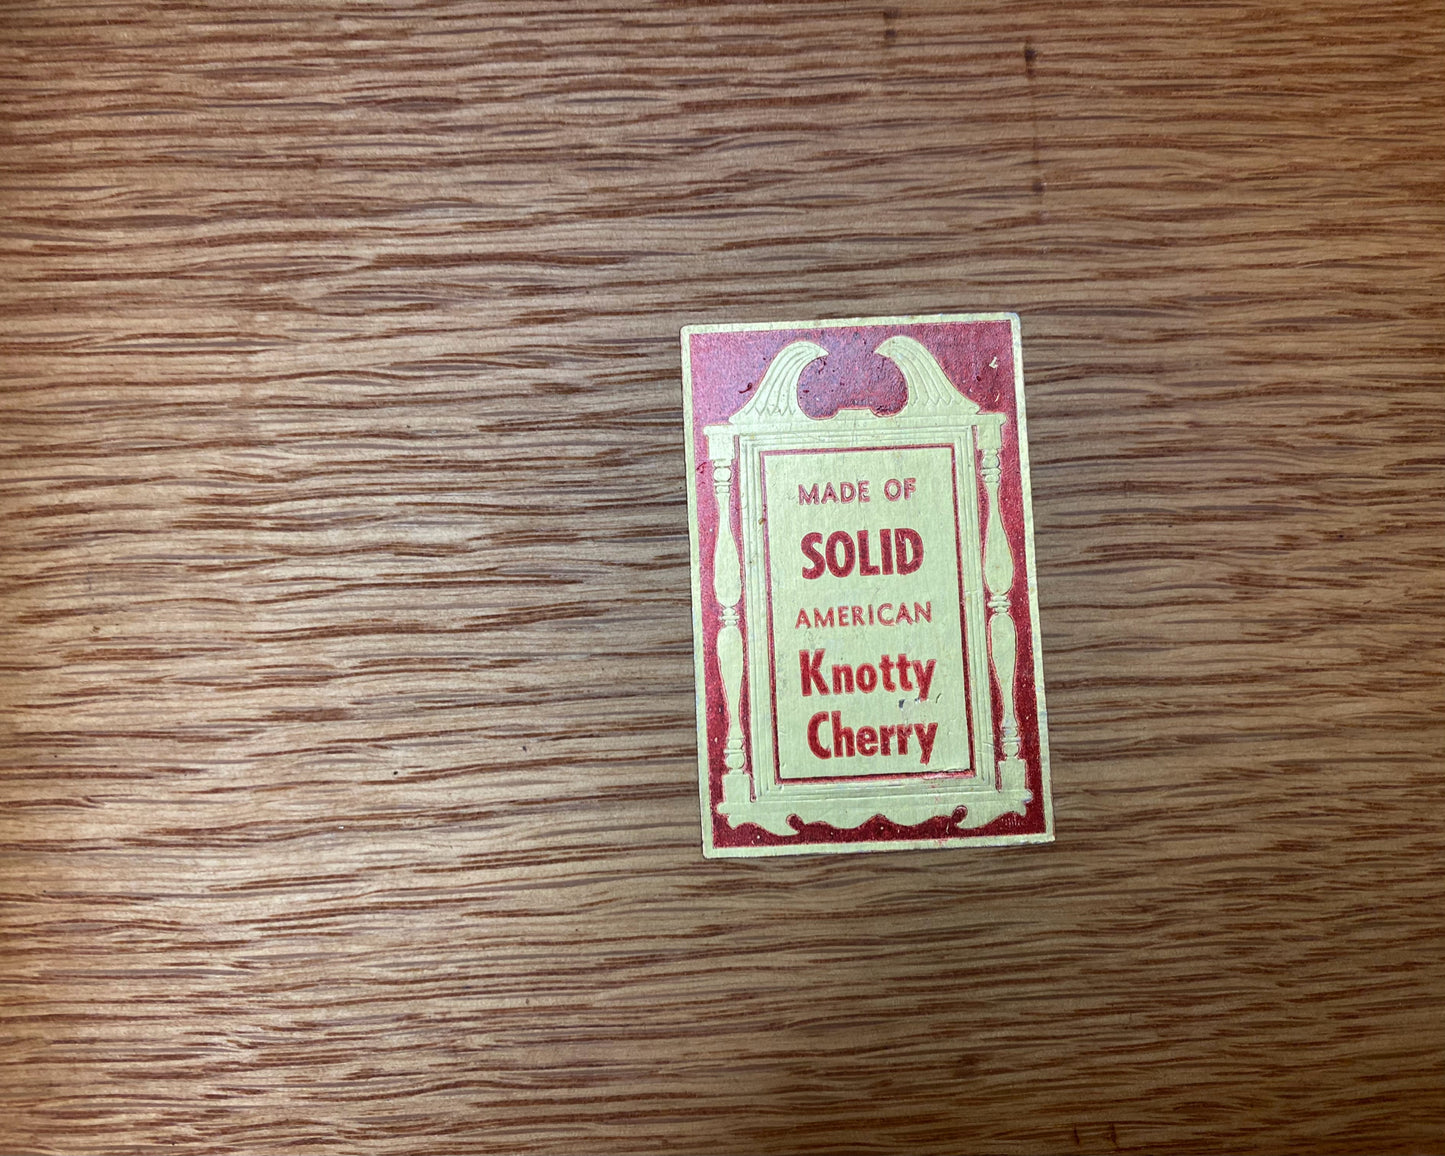 MADE OF
SOLID
AMERICAN
Knotty
Cherry